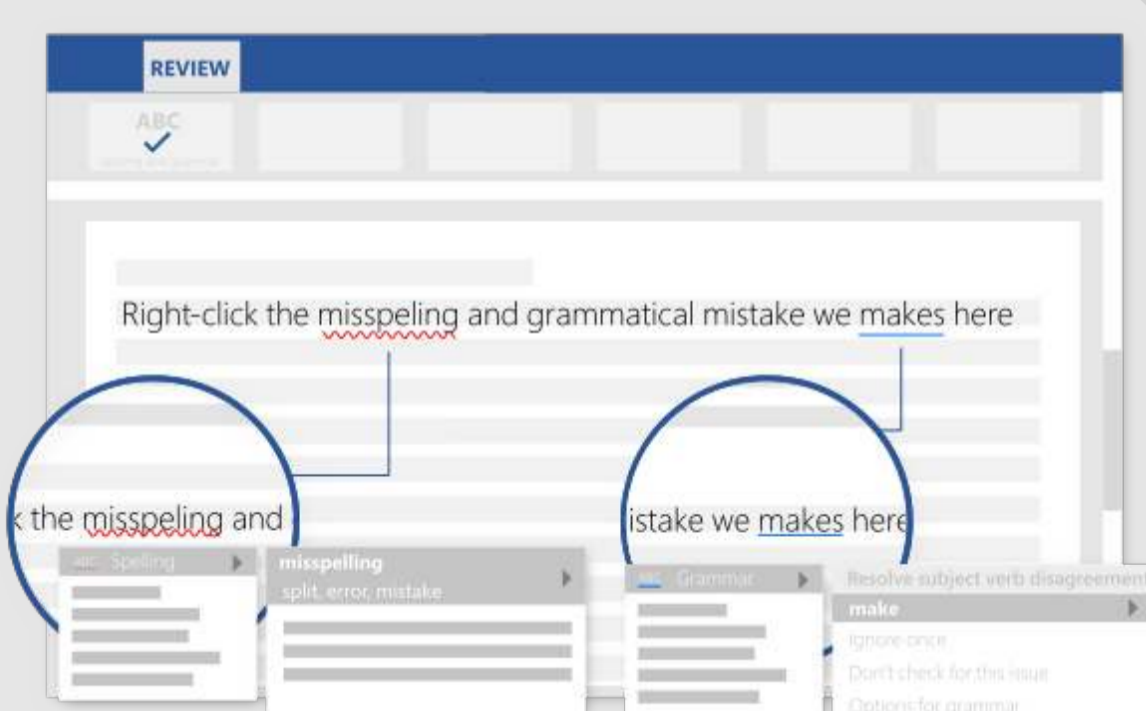 REVIEW
ABC
Right-click the misspeling and grammatical mistake we makes here
k the misspeling and
istake we makes here
ABC Spelling
misspelling
split, error, mistake
ABC Grammar
Resolve subject verb disagreement
make
Ignore once
Don't check for this issue
Options for grammar